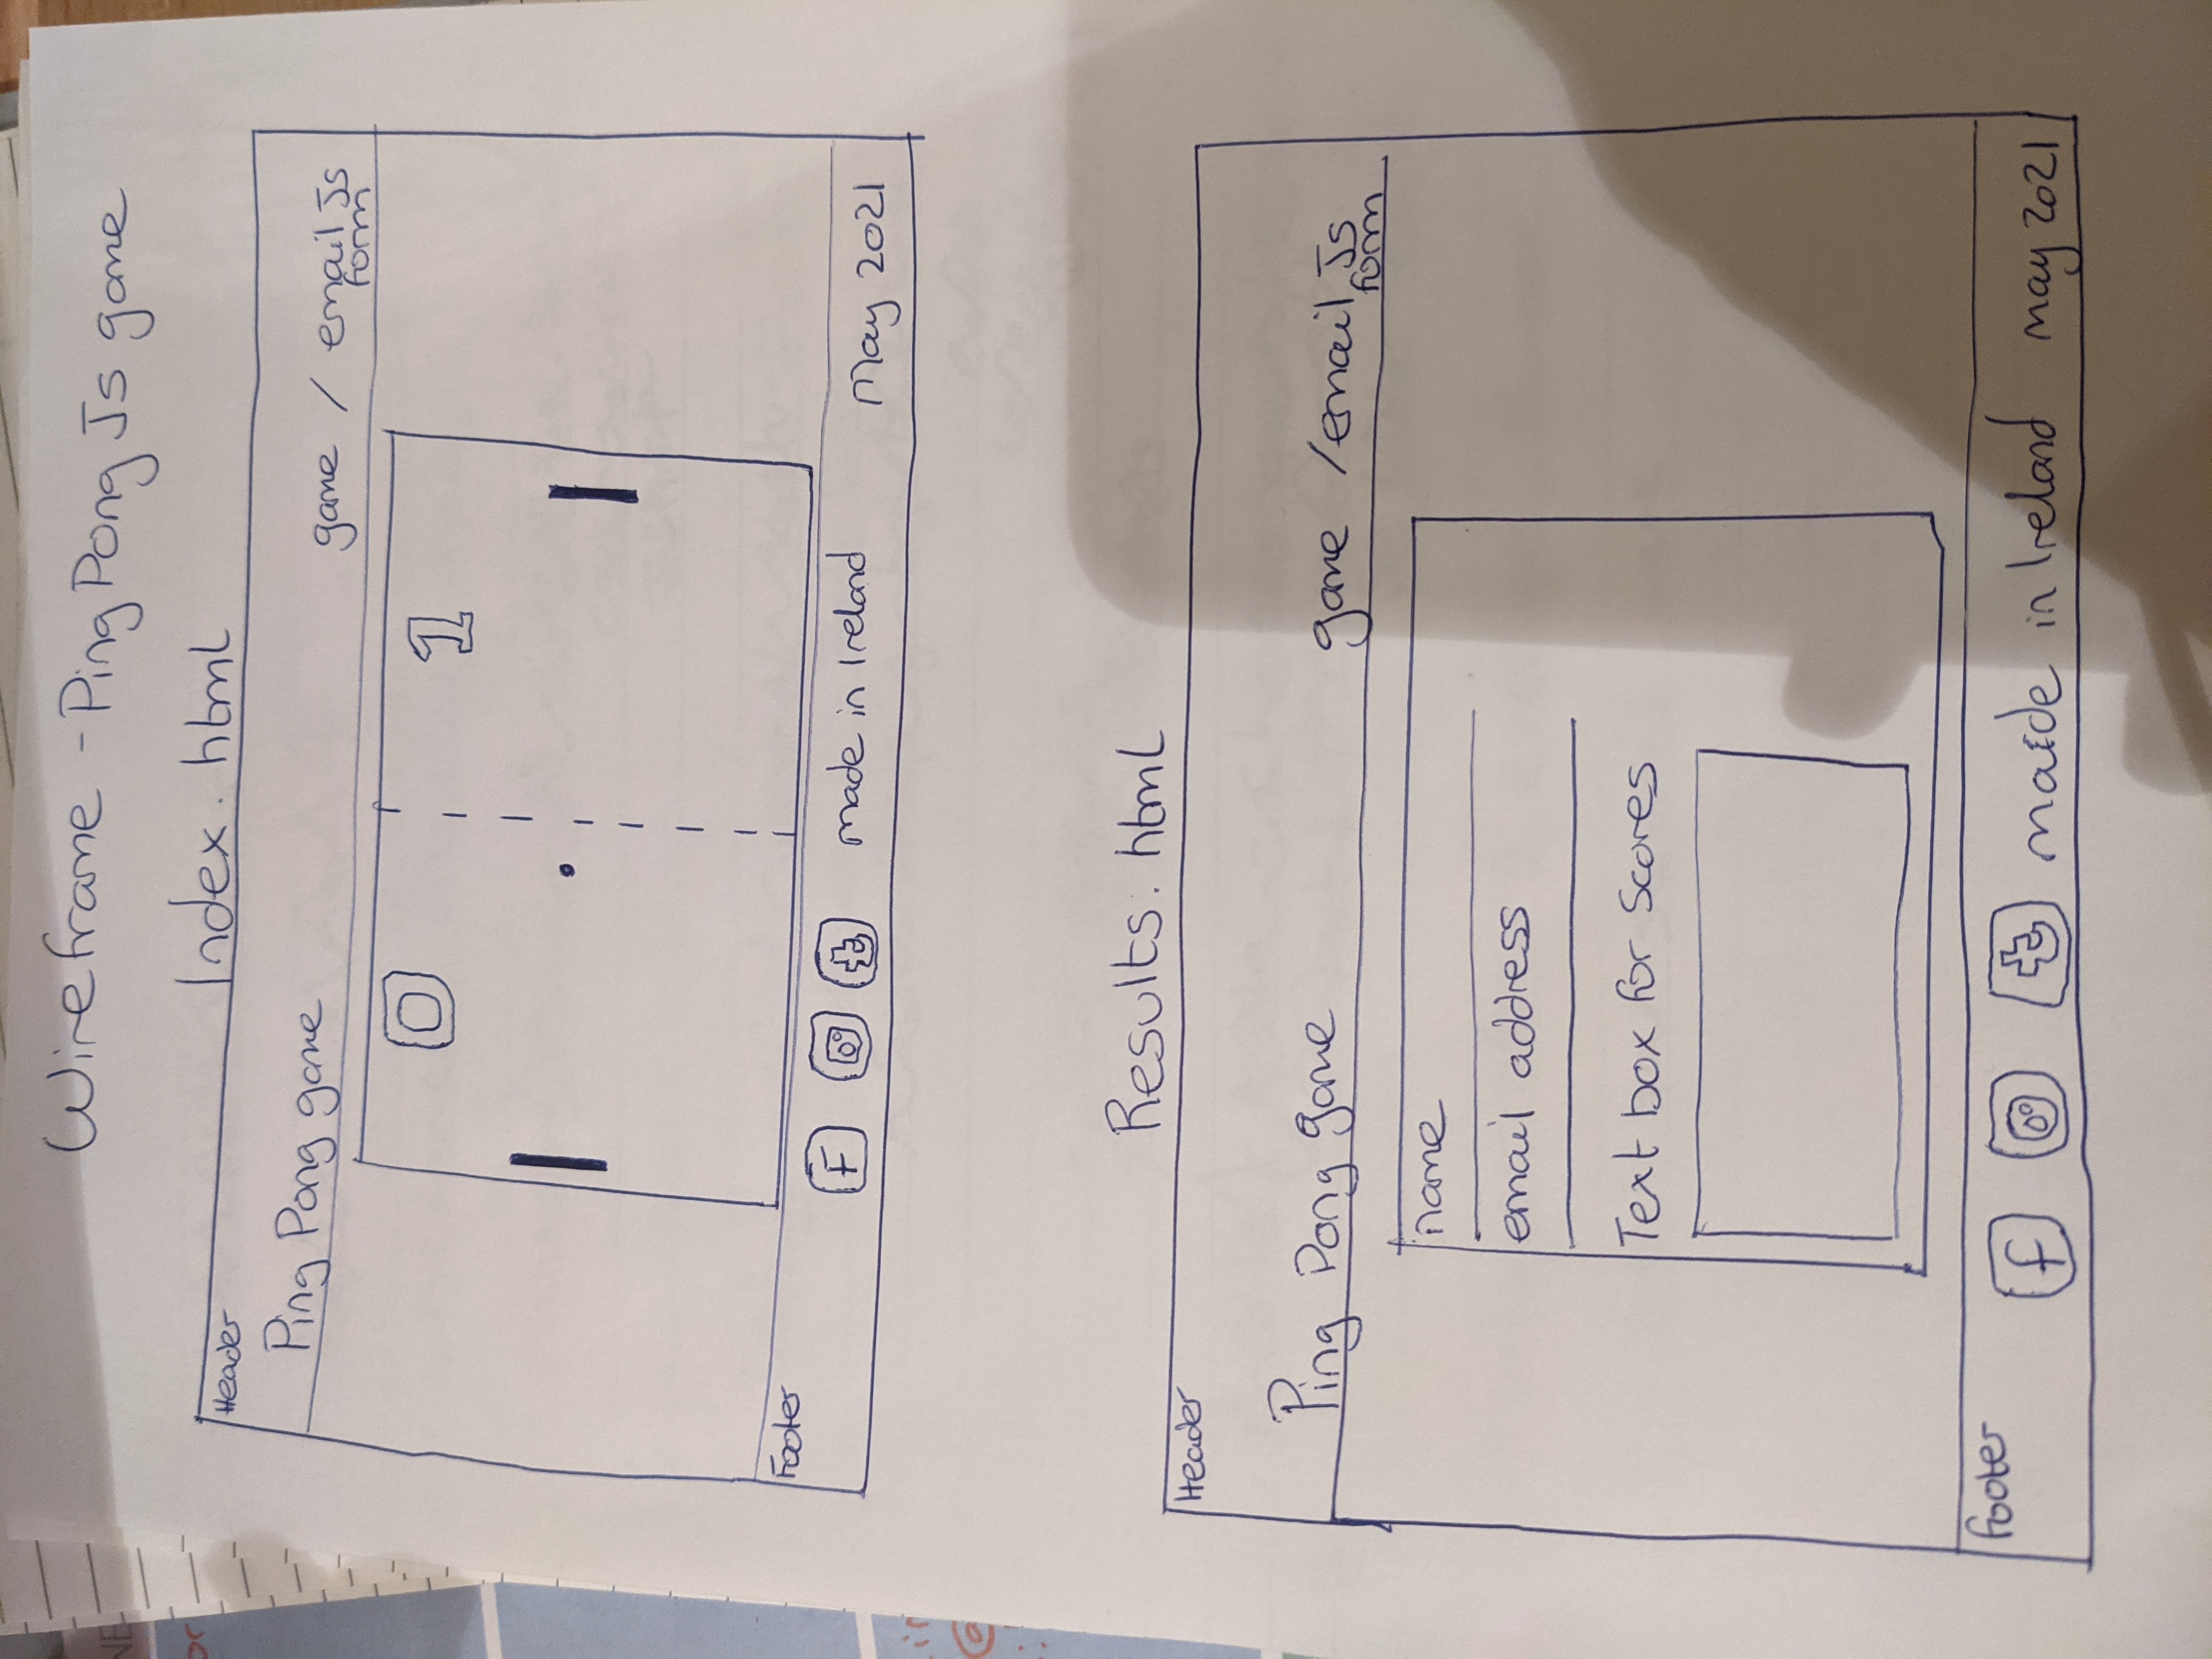 Wireframe - Ping Pong Js game
Index.html
Header
Ping Pong game
game / email Js
form
0
1
Footer
F
made in Ireland
May 2021
Results.html
Header
Ping Pong game
game / email Js
form
name
email address
Text box for Scores
Footer
f
made in Ireland
may 2021